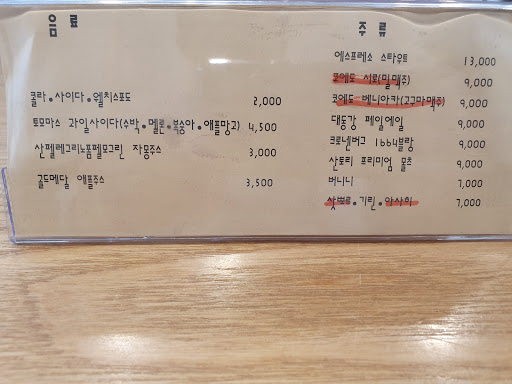 음 료
콜라 • 사이다 • 웰치스포도 2,000
토마스 과일사이다(수박 • 멜론 • 복숭아 • 애플망고) 4,500
산펠레그리노폼펠모그린 자몽주스 3,000
골드메달 애플주스 3,500
주 류
에스프레소 스타우트 13,000
코에도 시로(밀맥주) 9,000
코에도 베니아카(고구마맥주) 9,000
대동강 페일에일 9,000
크로넨버그 1664블랑 9,000
산토리 프리미엄 몰츠 9,000
버니니 7,000
삿뽀로 • 기린 • 아사히 7,000